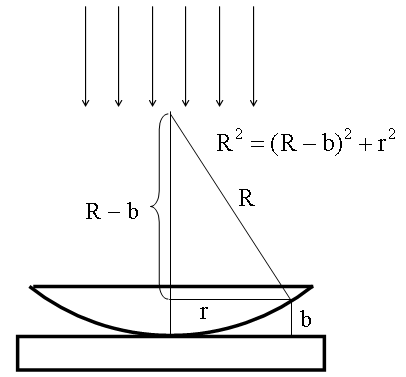 R² = (R − b)² + r²
R
R − b
r
b